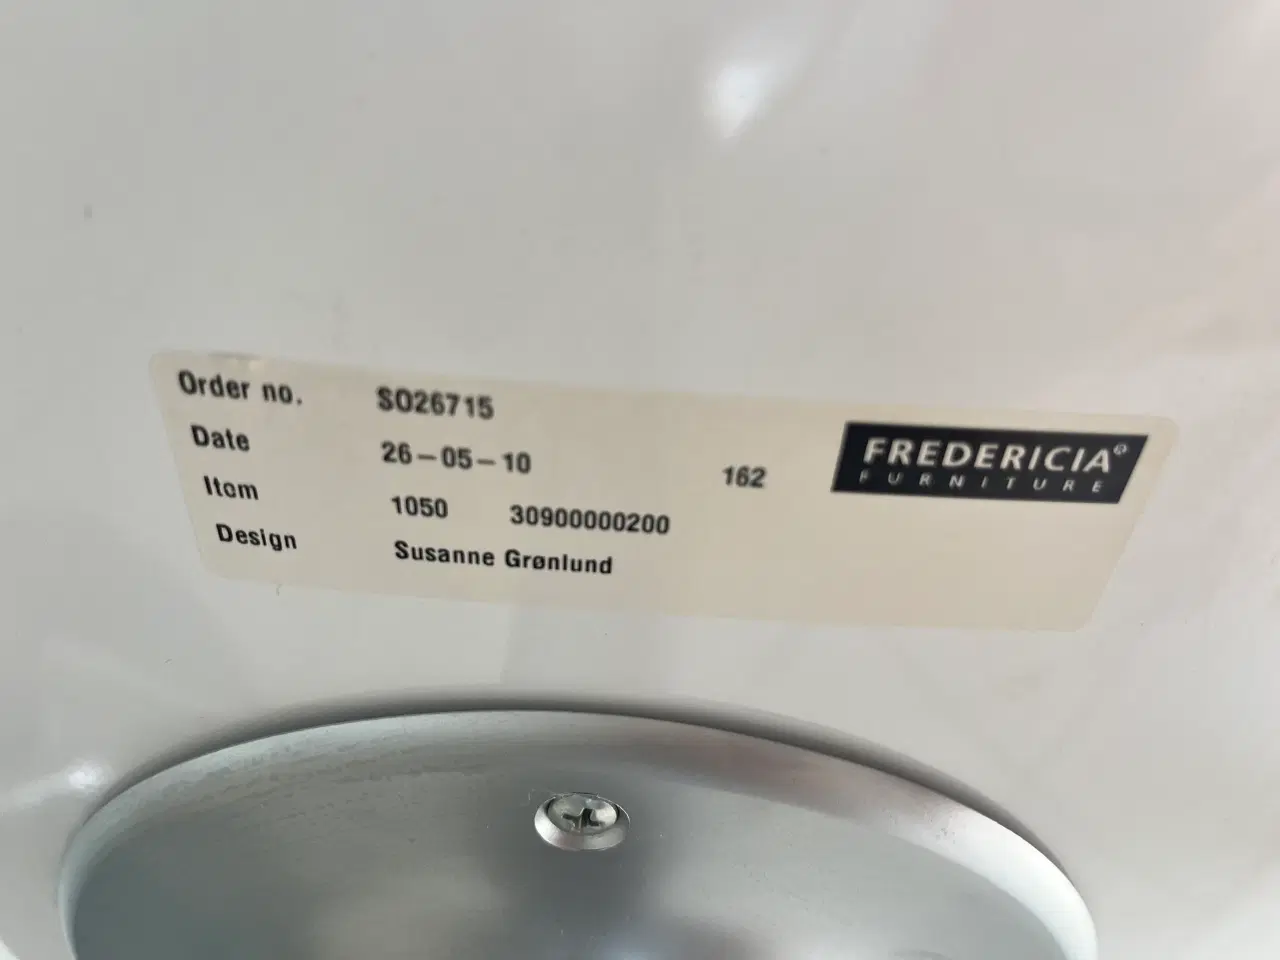 Order no. SO26715
Date 26-05-10 162
Item 1050 30900000200
Design Susanne Grønlund
FREDERICIA®
FURNITURE